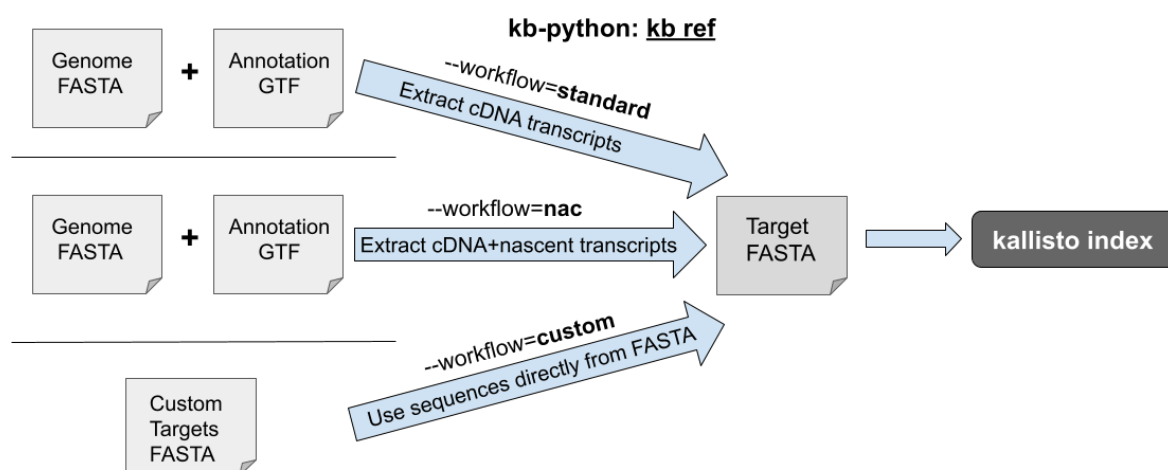 kb-python: kb ref
Genome
FASTA
+
Annotation
GTF
--workflow=standard
Extract cDNA transcripts
Genome
FASTA
+
Annotation
GTF
--workflow=nac
Extract cDNA+nascent transcripts
Target
FASTA
kallisto index
--workflow=custom
Use sequences directly from FASTA
Custom
Targets
FASTA